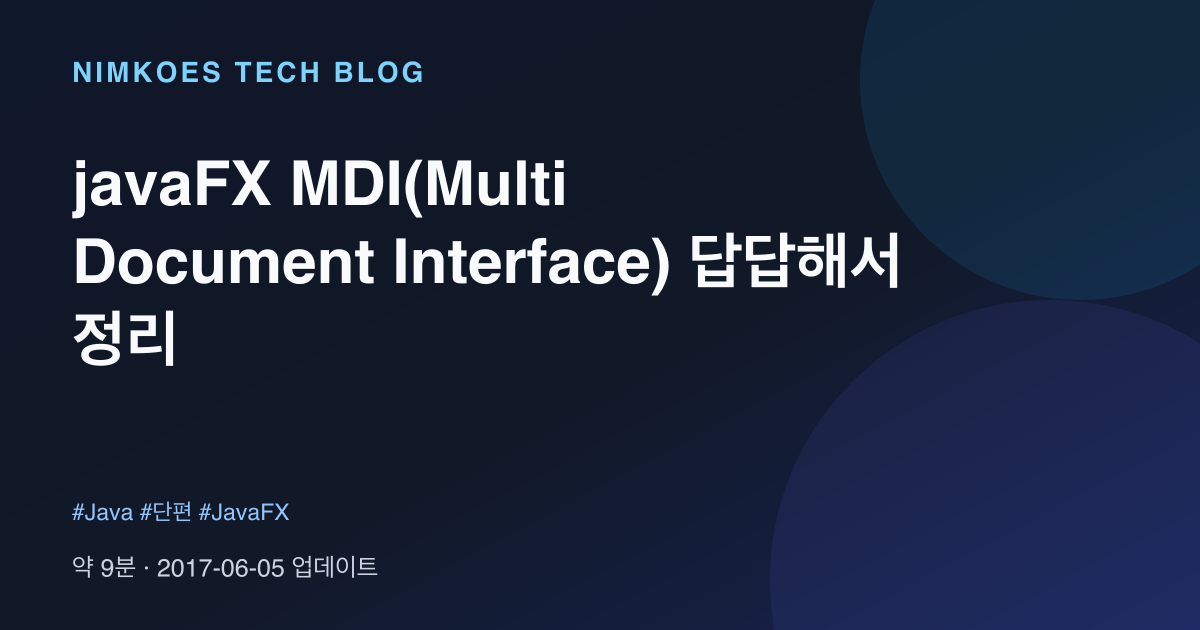 NIMKOES TECH BLOG
javaFX MDI(Multi
Document Interface) 답답해서
정리
#Java #단편 #JavaFX
약 9분 · 2017-06-05 업데이트